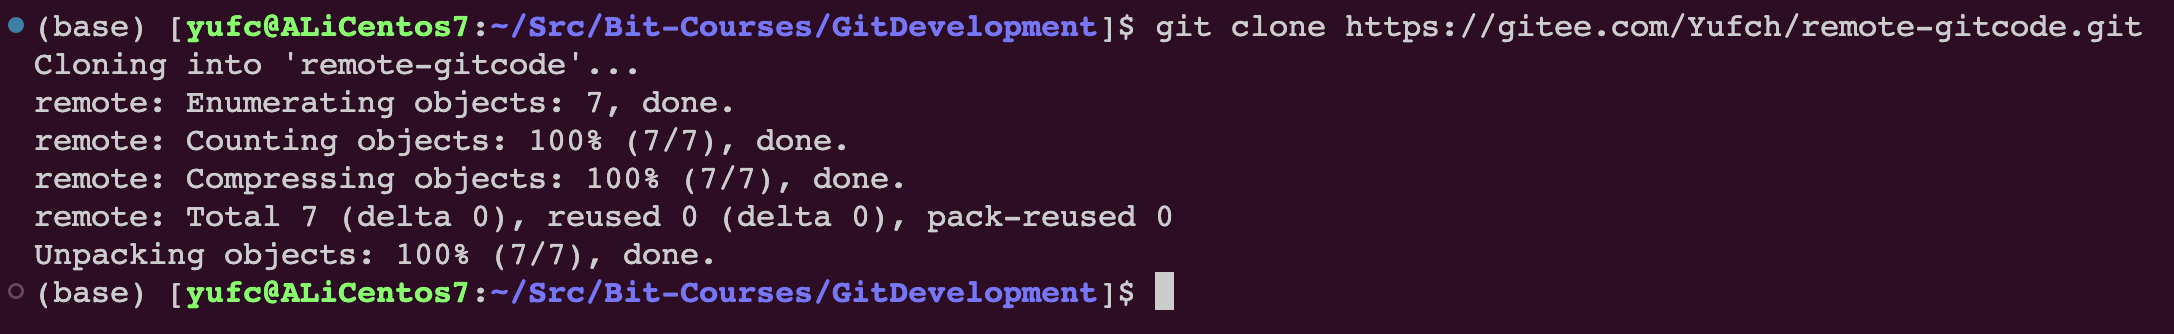 (base) [yufc@ALiCentos7:~/Src/Bit-Courses/GitDevelopment]$ git clone https://gitee.com/Yufch/remote-gitcode.git
Cloning into 'remote-gitcode'...
remote: Enumerating objects: 7, done.
remote: Counting objects: 100% (7/7), done.
remote: Compressing objects: 100% (7/7), done.
remote: Total 7 (delta 0), reused 0 (delta 0), pack-reused 0
Unpacking objects: 100% (7/7), done.
(base) [yufc@ALiCentos7:~/Src/Bit-Courses/GitDevelopment]$